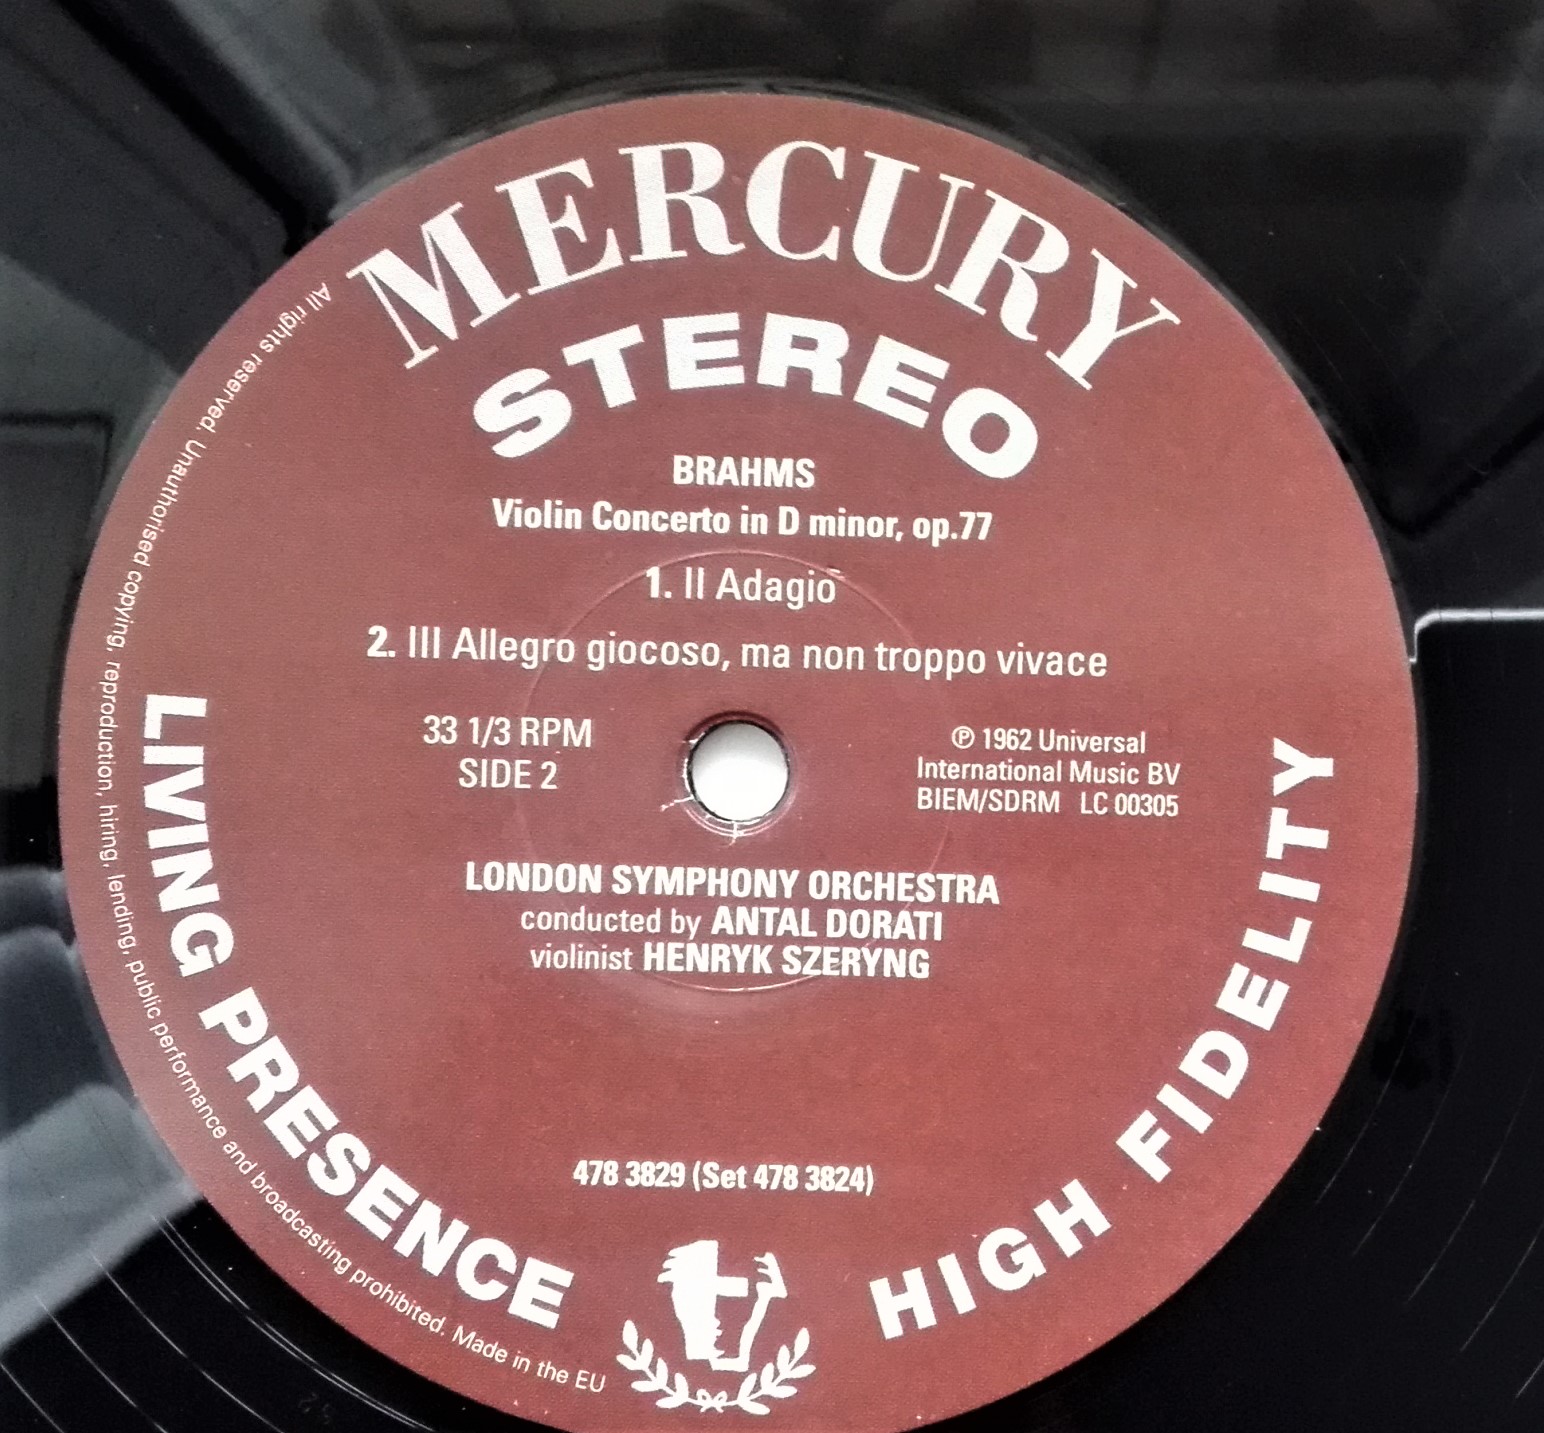 MERCURY
STEREO
BRAHMS
Violin Concerto in D minor, op.77
1. II Adagio
2. III Allegro giocoso, ma non troppo vivace
33 1/3 RPM
SIDE 2
℗ 1962 Universal
International Music BV
BIEM/SDRM LC 00305
LONDON SYMPHONY ORCHESTRA
conducted by ANTAL DORATI
violinist HENRYK SZERYNG
478 3829 (Set 478 3824)
LIVING PRESENCE
HIGH FIDELITY
All rights reserved. Unauthorised copying, reproduction, hiring, lending, public performance and broadcasting prohibited. Made in the EU